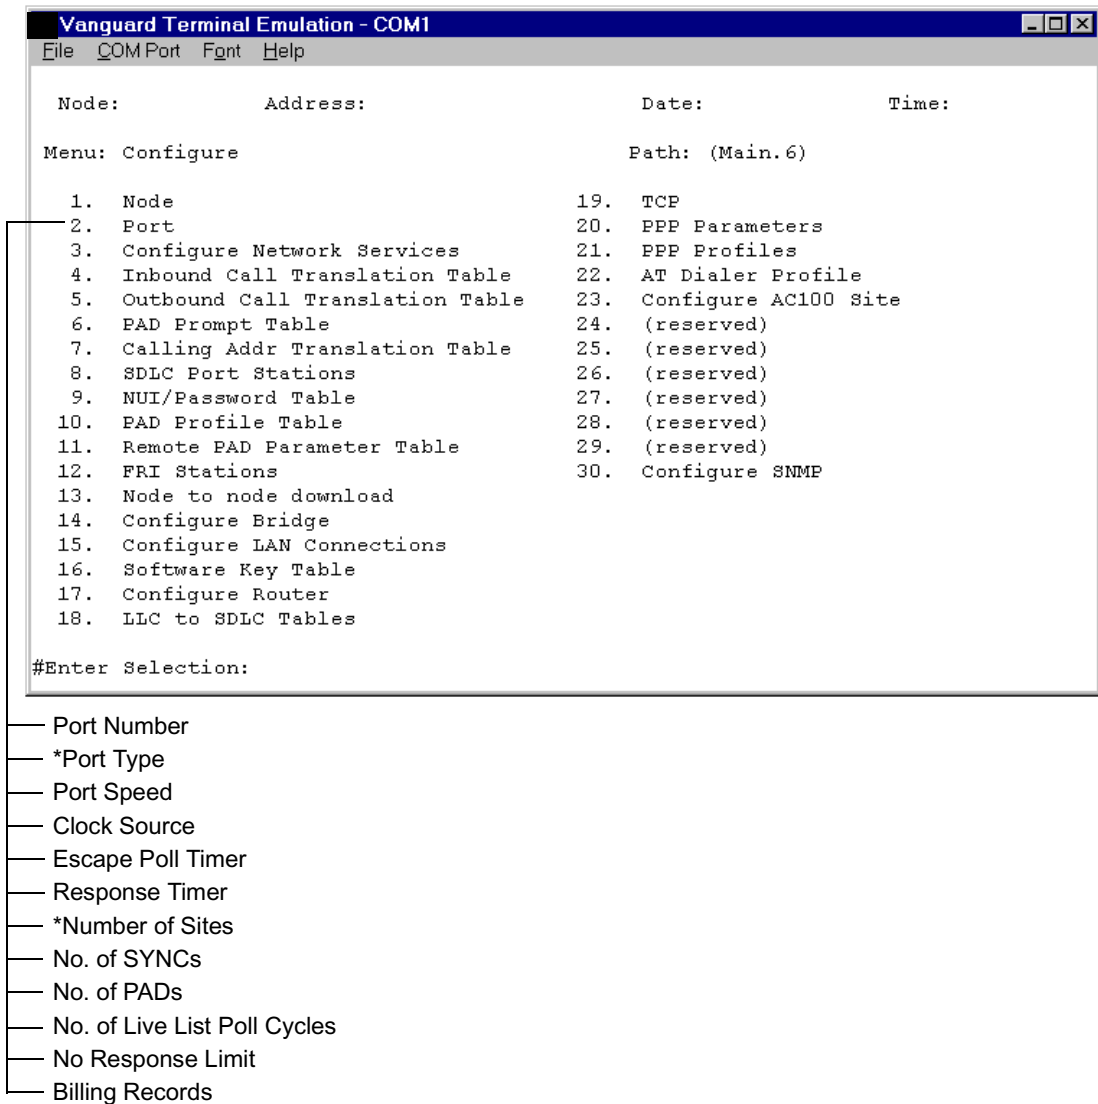 Vanguard Terminal Emulation - COM1
File COM Port Font Help
Node: Address: Date: Time:
Menu: Configure Path: (Main.6)
1. Node 19. TCP
2. Port 20. PPP Parameters
3. Configure Network Services 21. PPP Profiles
4. Inbound Call Translation Table 22. AT Dialer Profile
5. Outbound Call Translation Table 23. Configure AC100 Site
6. PAD Prompt Table 24. (reserved)
7. Calling Addr Translation Table 25. (reserved)
8. SDLC Port Stations 26. (reserved)
9. NUI/Password Table 27. (reserved)
10. PAD Profile Table 28. (reserved)
11. Remote PAD Parameter Table 29. (reserved)
12. FRI Stations 30. Configure SNMP
13. Node to node download
14. Configure Bridge
15. Configure LAN Connections
16. Software Key Table
17. Configure Router
18. LLC to SDLC Tables
#Enter Selection:
Port Number
*Port Type
Port Speed
Clock Source
Escape Poll Timer
Response Timer
*Number of Sites
No. of SYNCs
No. of PADs
No. of Live List Poll Cycles
No Response Limit
Billing Records